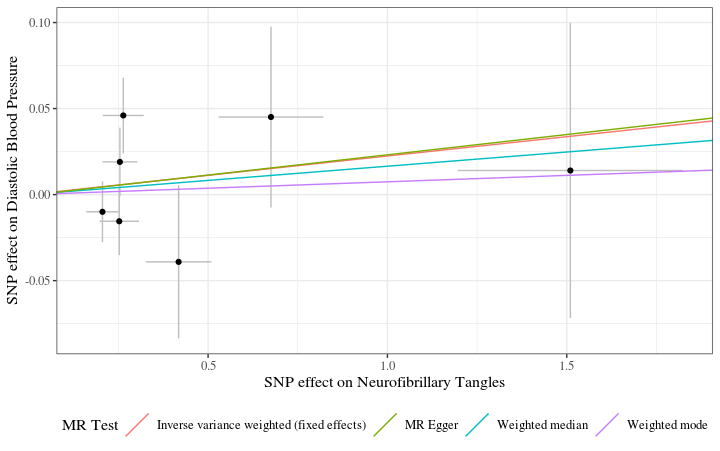 SNP effect on Diastolic Blood Pressure
0.10
0.05
0.00
-0.05
0.5
1.0
1.5
SNP effect on Neurofibrillary Tangles
MR Test
Inverse variance weighted (fixed effects)
MR Egger
Weighted median
Weighted mode